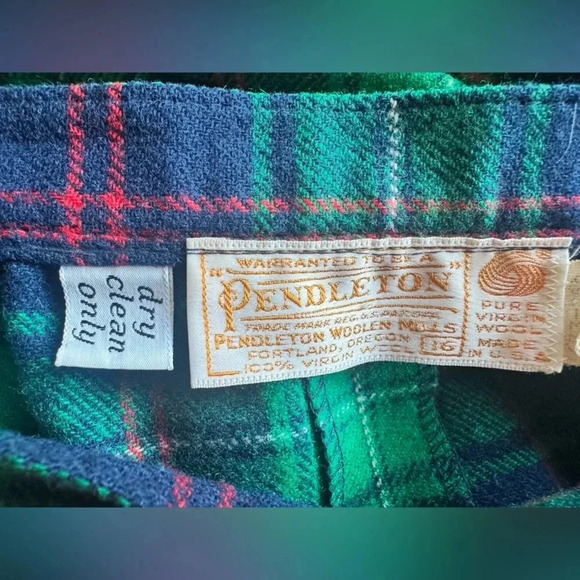 dry
clean
only
WARRANTED TO BE A
"PENDLETON"
TRADE MARK REG.U.S.PAT.OFF.
PENDLETON WOOLEN MILLS
PORTLAND, OREGON
100% VIRGIN
16
PURE
VIRGIN
WOOL
MADE
IN U.S.A.